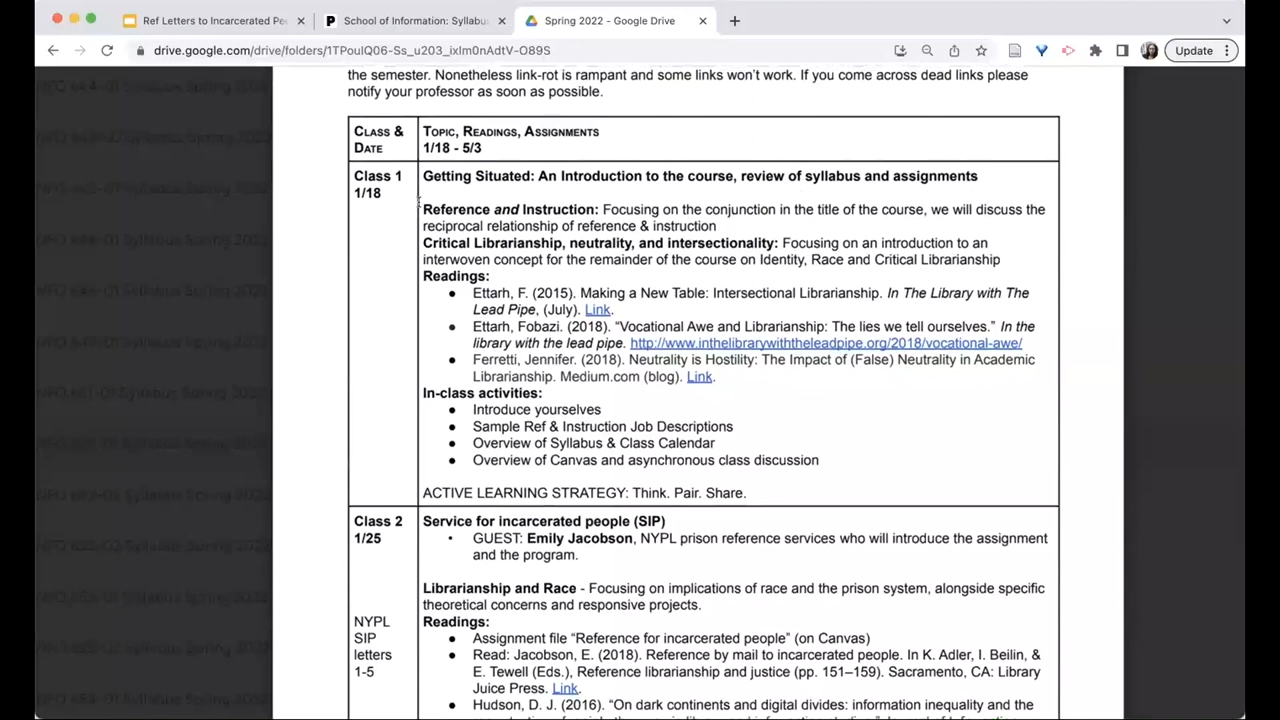 Ref Letters to Incarcerated Pe
School of Information: Syllabus
Spring 2022 - Google Drive
Update
the semester. Nonetheless link-rot is rampant and some links won't work. If you come across dead links please
notify your professor as soon as possible.
CLASS & DATE
TOPIC, READINGS, ASSIGNMENTS
1/18 - 5/3
Class 1
1/18
Getting Situated: An Introduction to the course, review of syllabus and assignments
Reference and Instruction: Focusing on the conjunction in the title of the course, we will discuss the
reciprocal relationship of reference & instruction
Critical Librarianship, neutrality, and intersectionality: Focusing on an introduction to an
interwoven concept for the remainder of the course on Identity, Race and Critical Librarianship
Readings:
● Ettarh, F. (2015). Making a New Table: Intersectional Librarianship. In The Library with The
Lead Pipe, (July). Link.
● Ettarh, Fobazi. (2018). “Vocational Awe and Librarianship: The lies we tell ourselves.” In the
library with the lead pipe. http://www.inthelibrarywiththeleadpipe.org/2018/vocational-awe/
● Ferretti, Jennifer. (2018). Neutrality is Hostility: The Impact of (False) Neutrality in Academic
Librarianship. Medium.com (blog). Link.
In-class activities:
● Introduce yourselves
● Sample Ref & Instruction Job Descriptions
● Overview of Syllabus & Class Calendar
● Overview of Canvas and asynchronous class discussion
ACTIVE LEARNING STRATEGY: Think. Pair. Share.
Class 2
1/25
Service for incarcerated people (SIP)
• GUEST: Emily Jacobson, NYPL prison reference services who will introduce the assignment
and the program.
Librarianship and Race - Focusing on implications of race and the prison system, alongside specific
theoretical concerns and responsive projects.
NYPL
SIP
letters
1-5
Readings:
● Assignment file “Reference for incarcerated people” (on Canvas)
● Read: Jacobson, E. (2018). Reference by mail to incarcerated people. In K. Adler, I. Beilin, &
E. Tewell (Eds.), Reference librarianship and justice (pp. 151–159). Sacramento, CA: Library
Juice Press. Link.
● Hudson, D. J. (2016). “On dark continents and digital divides: information inequality and the